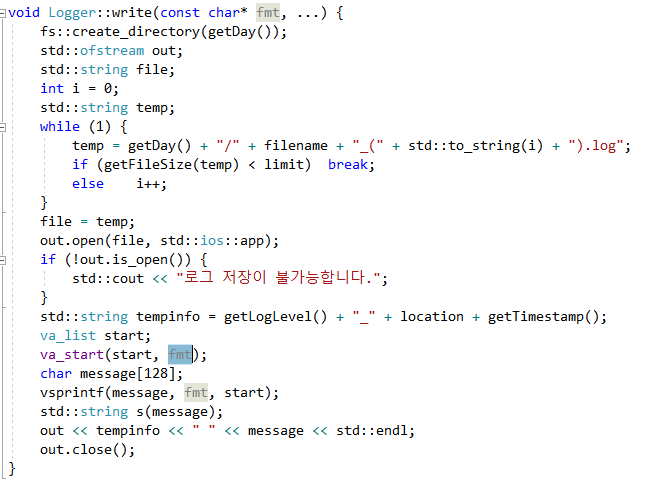 void Logger::write(const char* fmt, ...) {
fs::create_directory(getDay());
std::ofstream out;
std::string file;
int i = 0;
std::string temp;
while (1) {
temp = getDay() + "/" + filename + "_(" + std::to_string(i) + ").log";
if (getFileSize(temp) < limit)  break;
else    i++;
}
file = temp;
out.open(file, std::ios::app);
if (!out.is_open()) {
std::cout << "로그 저장이 불가능합니다.";
}
std::string tempinfo = getLogLevel() + "_" + location + getTimestamp();
va_list start;
va_start(start, fmt);
char message[128];
vsprintf(message, fmt, start);
std::string s(message);
out << tempinfo << " " << message << std::endl;
out.close();
}